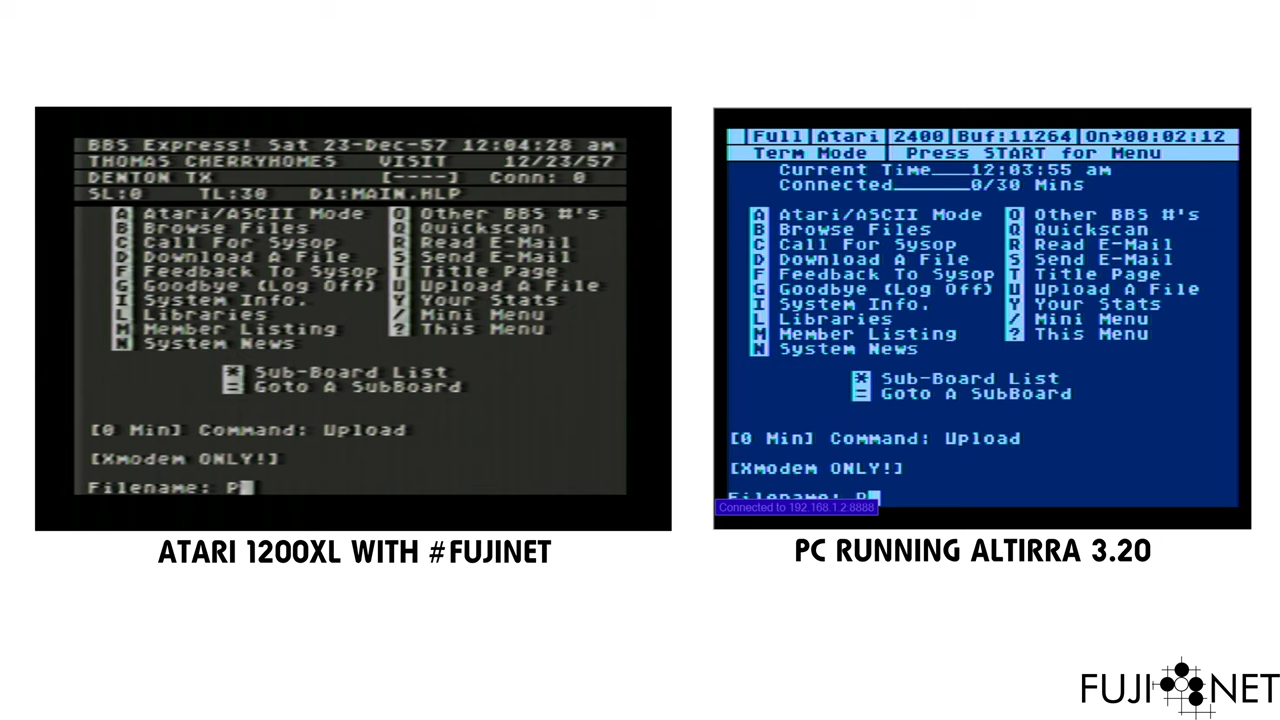 BBS Express! Sat 23-Dec-57 12:04:28 am
THOMAS CHERRYHOMES VISIT 12/23/57
DENTON TX [----] Conn: 0
SL:0 TL:30 D1:MAIN.HLP
A Atari/ASCII Mode O Other BBS #'s
B Browse Files Q Quickscan
C Call For Sysop R Read E-Mail
D Download A File S Send E-Mail
F Feedback To Sysop T Title Page
G Goodbye (Log Off) U Upload A File
I System Info. Y Your Stats
L Libraries / Mini Menu
M Member Listing ? This Menu
N System News
* Sub-Board List
= Goto A SubBoard
[0 Min] Command: Upload
[Xmodem ONLY!]
Filename: P
ATARI 1200XL WITH #FUJINET
Full Atari 2400 Buf:11264 On→00:02:12
Term Mode Press START for Menu
Current Time___12:03:55 am
Connected_______0/30 Mins
A Atari/ASCII Mode O Other BBS #'s
B Browse Files Q Quickscan
C Call For Sysop R Read E-Mail
D Download A File S Send E-Mail
F Feedback To Sysop T Title Page
G Goodbye (Log Off) U Upload A File
I System Info. Y Your Stats
L Libraries / Mini Menu
M Member Listing ? This Menu
N System News
* Sub-Board List
= Goto A SubBoard
[0 Min] Command: Upload
[Xmodem ONLY!]
Filename: P
Connected to 192.168.1.2:8888
PC RUNNING ALTIRRA 3.20
FUJI NET